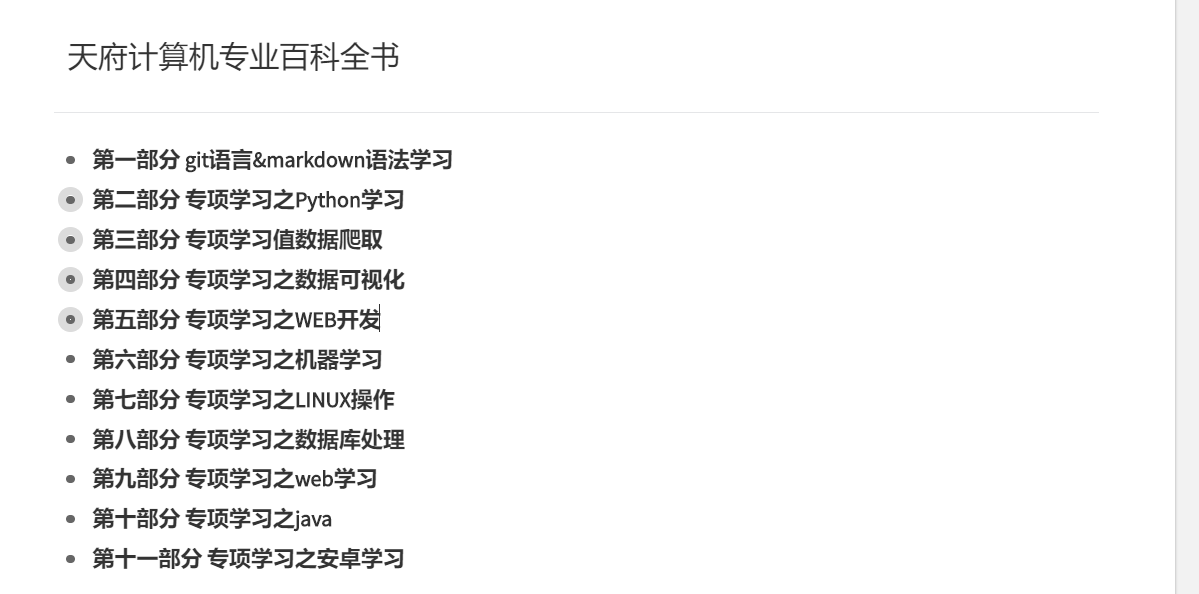 天府计算机专业百科全书
第一部分 git语言&markdown语法学习
第二部分 专项学习之Python学习
第三部分 专项学习值数据爬取
第四部分 专项学习之数据可视化
第五部分 专项学习之WEB开发
第六部分 专项学习之机器学习
第七部分 专项学习之LINUX操作
第八部分 专项学习之数据库处理
第九部分 专项学习之web学习
第十部分 专项学习之java
第十一部分 专项学习之安卓学习